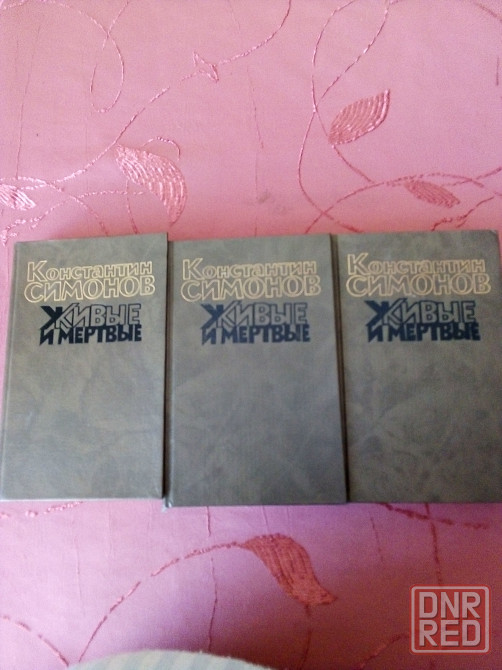 Константин
СИМОНОВ
ЖИВЫЕ
И МЕРТВЫЕ
Константин
СИМОНОВ
ЖИВЫЕ
И МЕРТВЫЕ
Константин
СИМОНОВ
ЖИВЫЕ
И МЕРТВЫЕ
DNR
RED